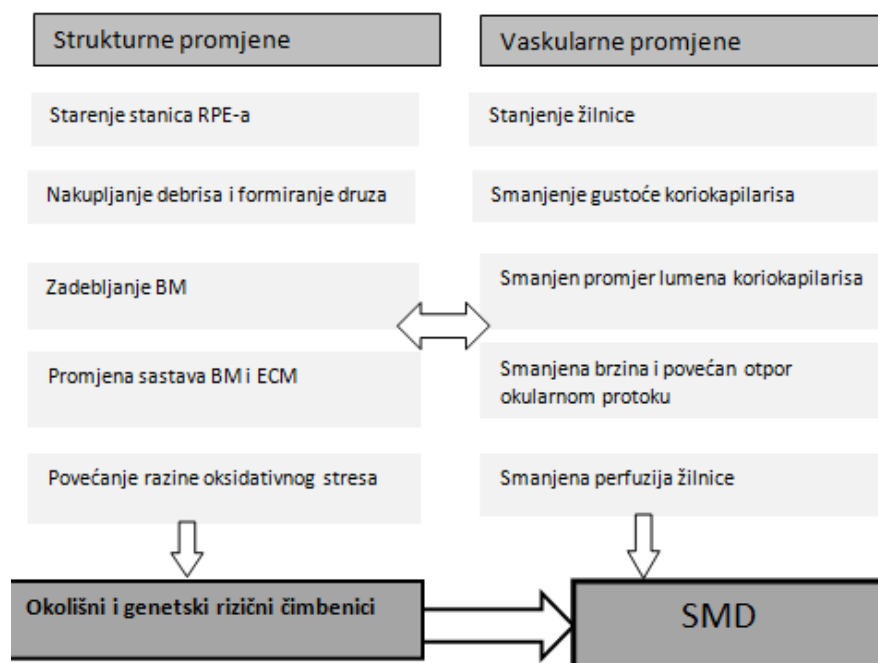 Strukturne promjene
Starenje stanica RPE-a
Nakupljanje debrisa i formiranje druza
Zadebljanje BM
Promjena sastava BM i ECM
Povećanje razine oksidativnog stresa
Okolišni i genetski rizični čimbenici
Vaskularne promjene
Stanjenje žilnice
Smanjenje gustoće koriokapilarisa
Smanjen promjer lumena koriokapilarisa
Smanjena brzina i povećan otpor
okularnom protoku
Smanjena perfuzija žilnice
SMD